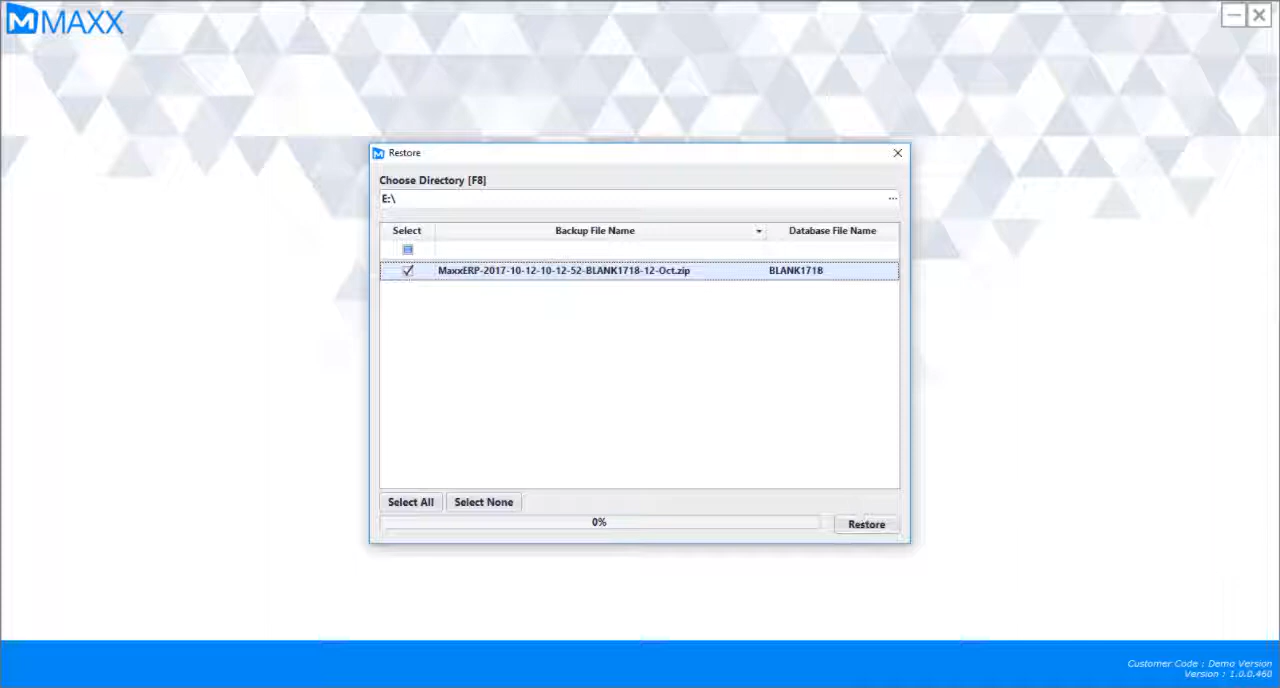 MAXX
Restore
Choose Directory [F8]
E:\ ...
Select Backup File Name Database File Name
MaxxERP-2017-10-12-10-12-52-BLANK1718-12-Oct.zip BLANK1718
Select All Select None
0% Restore
Customer Code : Demo Version
Version : 1.0.0.460